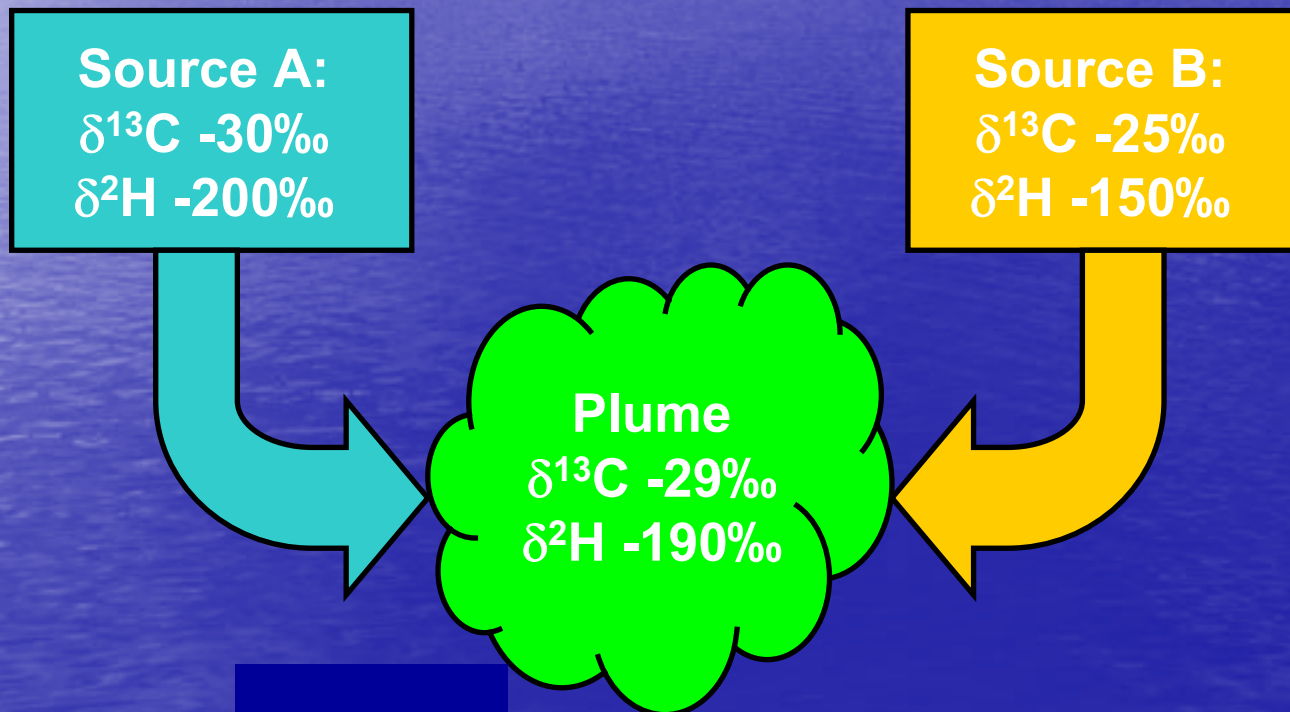 Source A:
δ¹³C -30‰
δ²H -200‰
Source B:
δ¹³C -25‰
δ²H -150‰
Plume
δ¹³C -29‰
δ²H -190‰